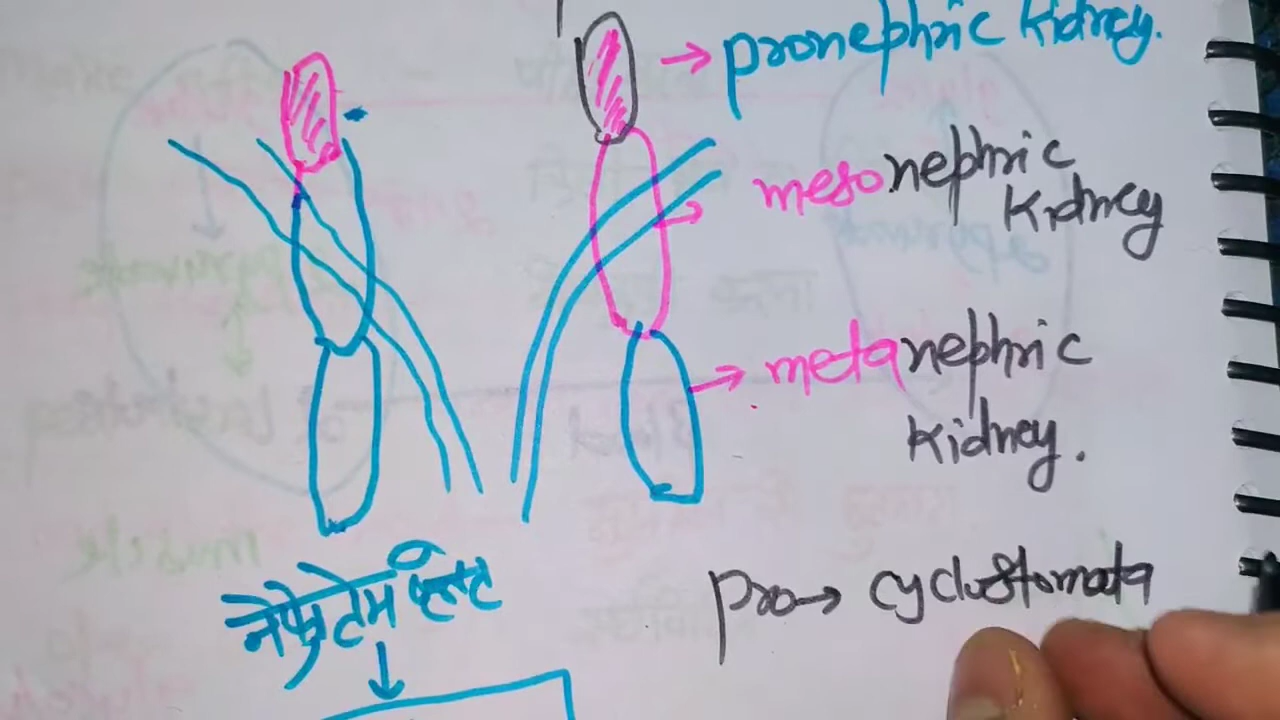 pronephric kidney.
mesonephric
kidney
metanephric
kidney.
नेफ्रोटोम प्लेट
pro→ cyclostomata